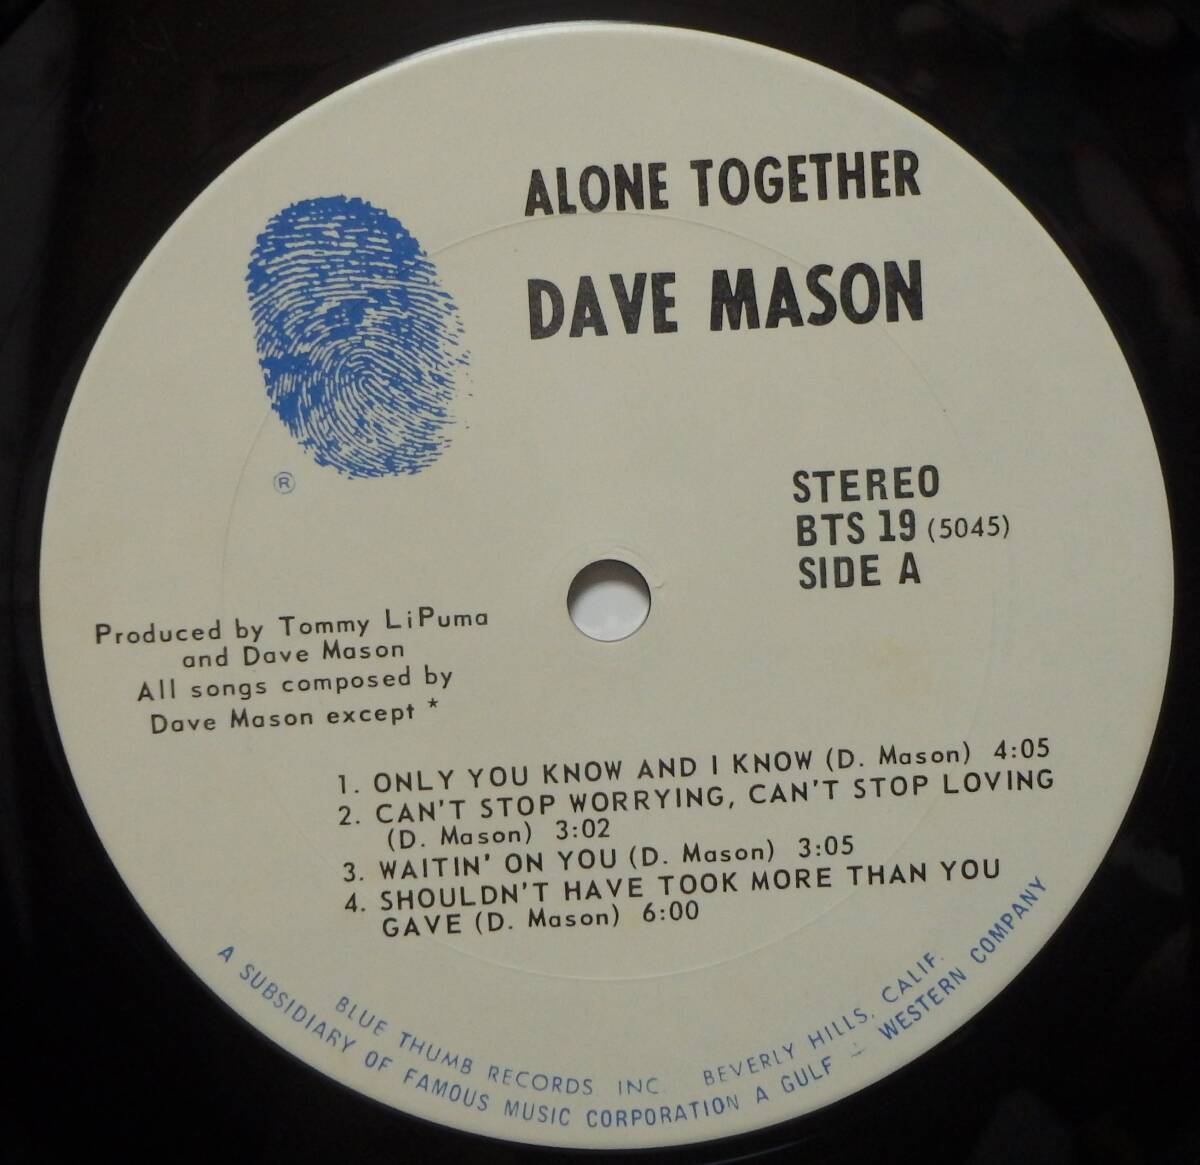 ALONE TOGETHER
DAVE MASON
®
STEREO
BTS 19 (5045)
SIDE A
Produced by Tommy LiPuma
and Dave Mason
All songs composed by
Dave Mason except *
1. ONLY YOU KNOW AND I KNOW (D. Mason) 4:05
2. CAN'T STOP WORRYING, CAN'T STOP LOVING
(D. Mason) 3:02
3. WAITIN' ON YOU (D. Mason) 3:05
4. SHOULDN'T HAVE TOOK MORE THAN YOU
GAVE (D. Mason) 6:00
BLUE THUMB RECORDS INC. BEVERLY HILLS, CALIF.
A SUBSIDIARY OF FAMOUS MUSIC CORPORATION A GULF + WESTERN COMPANY